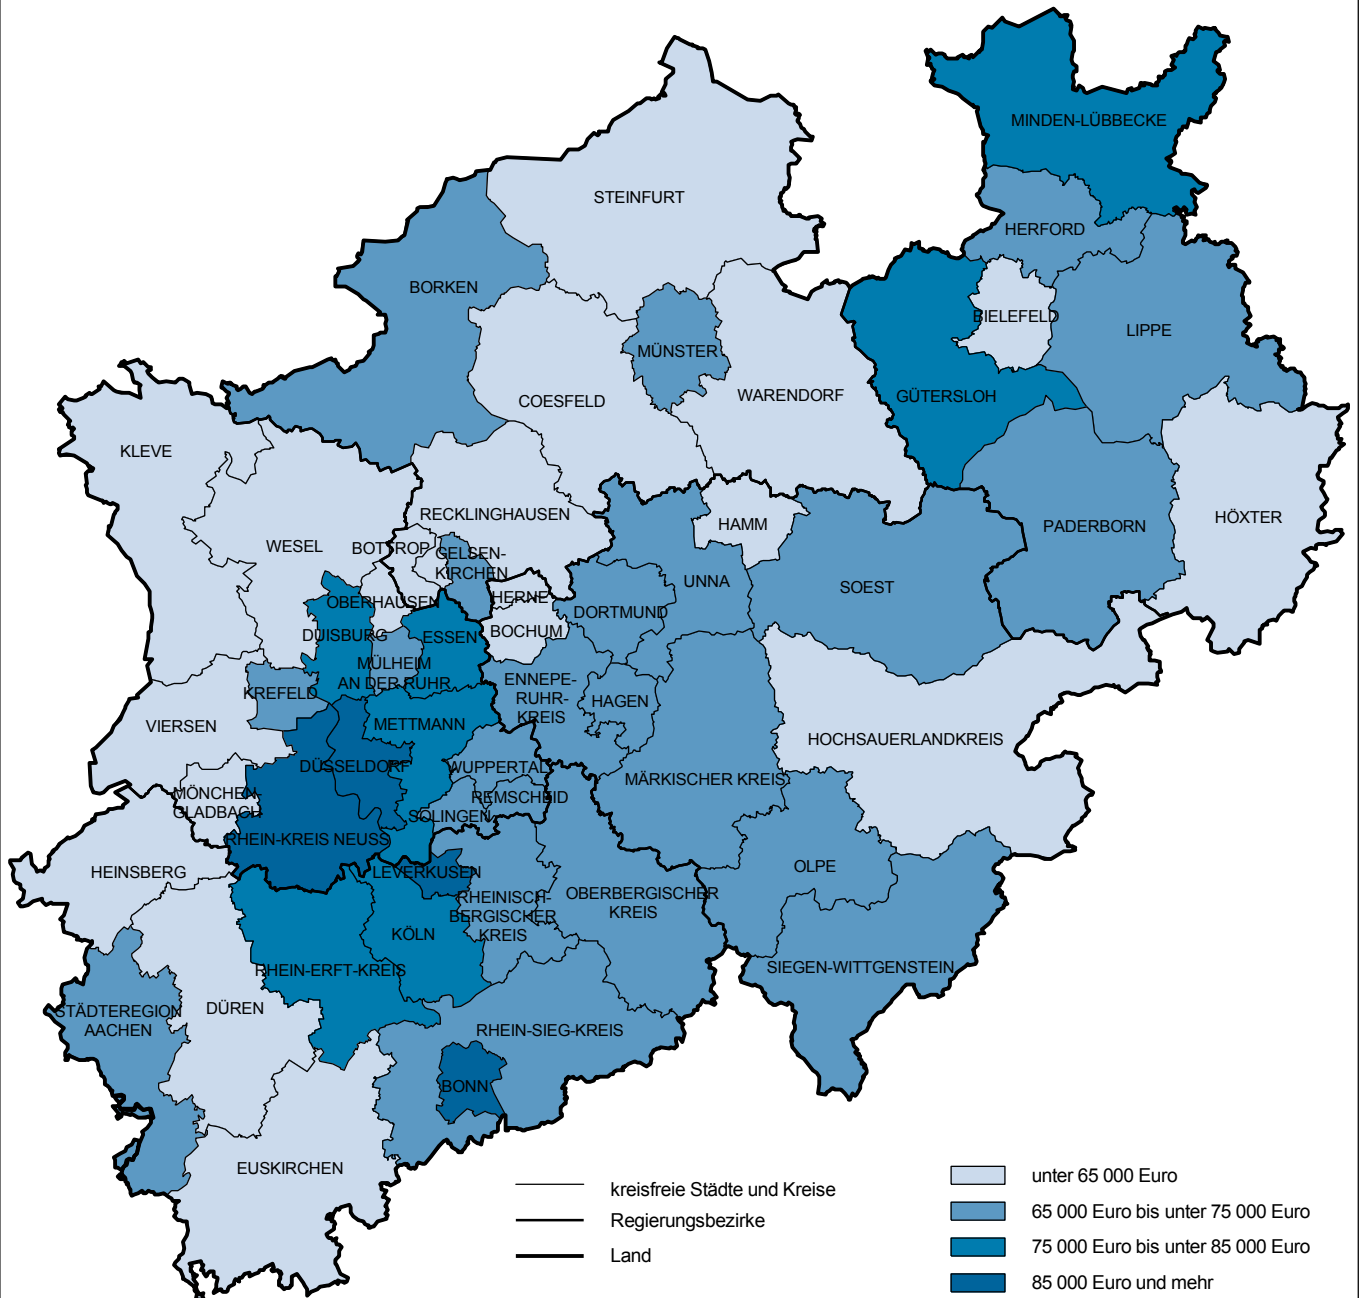 MINDEN-LÜBBECKE
STEINFURT
HERFORD
BORKEN
BIELEFELD
LIPPE
MÜNSTER
WARENDORF
GÜTERSLOH
COESFELD
KLEVE
RECKLINGHAUSEN
HAMM
HÖXTER
PADERBORN
WESEL
BOTTROP
GELSEN-
KIRCHEN
UNNA
SOEST
HERNE
OBERHAUSEN
DORTMUND
BOCHUM
DUISBURG
ESSEN
MÜLHEIM
AN DER RUHR
KREFELD
ENNEPE-
RUHR-
KREIS
HAGEN
VIERSEN
METTMANN
HOCHSAUERLANDKREIS
DÜSSELDORF
WUPPERTAL
MÄRKISCHER KREIS
MÖNCHEN-
GLADBACH
REMSCHEID
SOLINGEN
RHEIN-KREIS NEUSS
HEINSBERG
LEVERKUSEN
OLPE
RHEINISCH-
BERGISCHER
KREIS
OBERBERGISCHER
KREIS
KÖLN
RHEIN-ERFT-KREIS
SIEGEN-WITTGENSTEIN
STÄDTEREGION
AACHEN
DÜREN
RHEIN-SIEG-KREIS
BONN
EUSKIRCHEN
kreisfreie Städte und Kreise
Regierungsbezirke
Land
unter 65 000 Euro
65 000 Euro bis unter 75 000 Euro
75 000 Euro bis unter 85 000 Euro
85 000 Euro und mehr